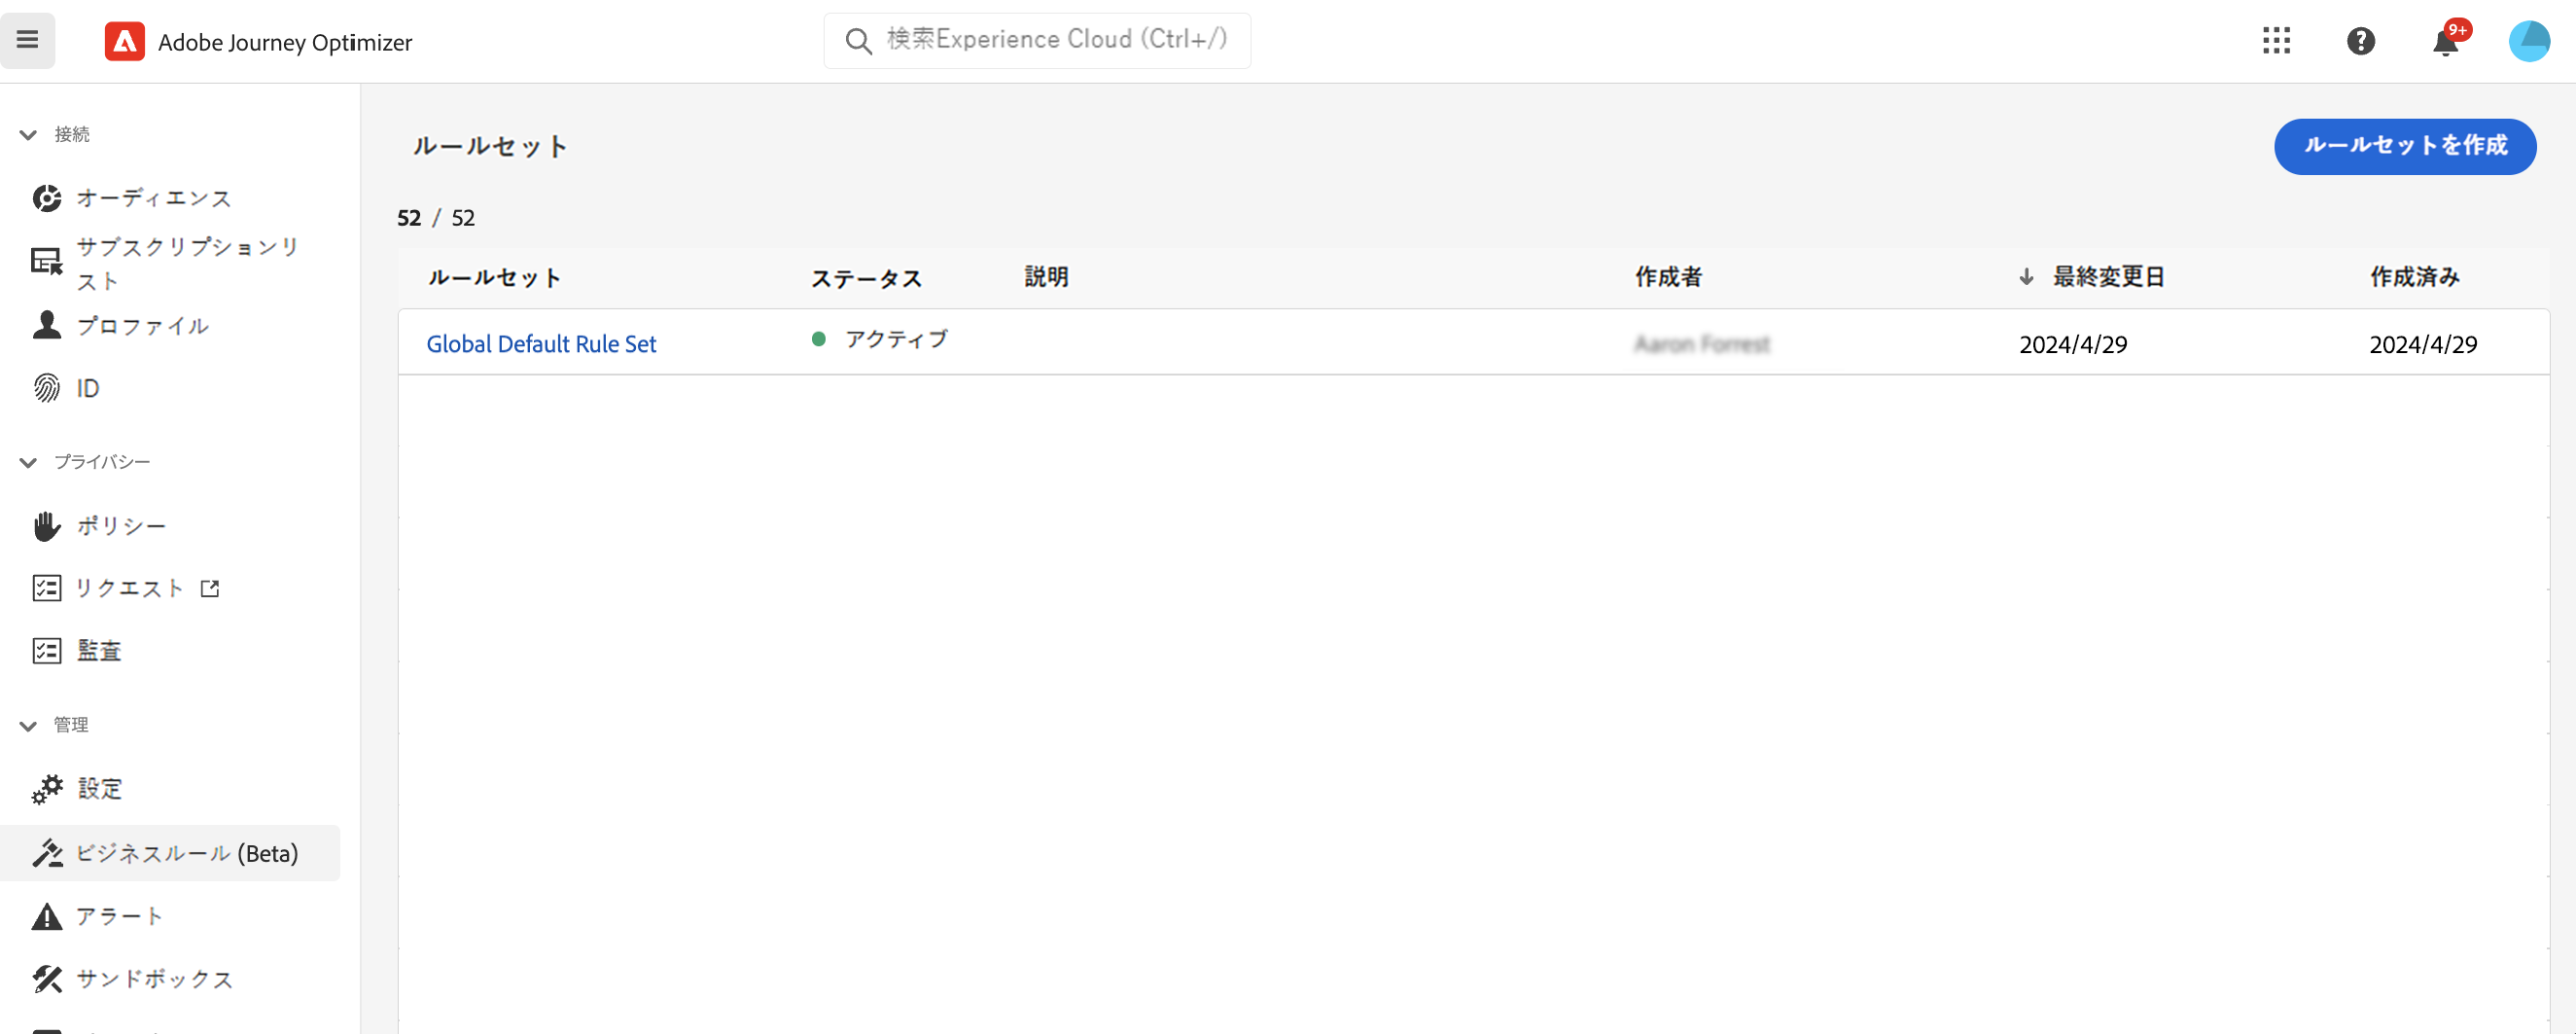 Adobe Journey Optimizer
検索Experience Cloud (Ctrl+/)
9+
接続
オーディエンス
サブスクリプションリ
スト
プロファイル
ID
プライバシー
ポリシー
リクエスト
監査
管理
設定
ビジネスルール (Beta)
アラート
サンドボックス
ルールセット
ルールセットを作成
52 / 52
ルールセット ステータス 説明 作成者 最終変更日 作成済み
Global Default Rule Set アクティブ Aaron Forrest 2024/4/29 2024/4/29